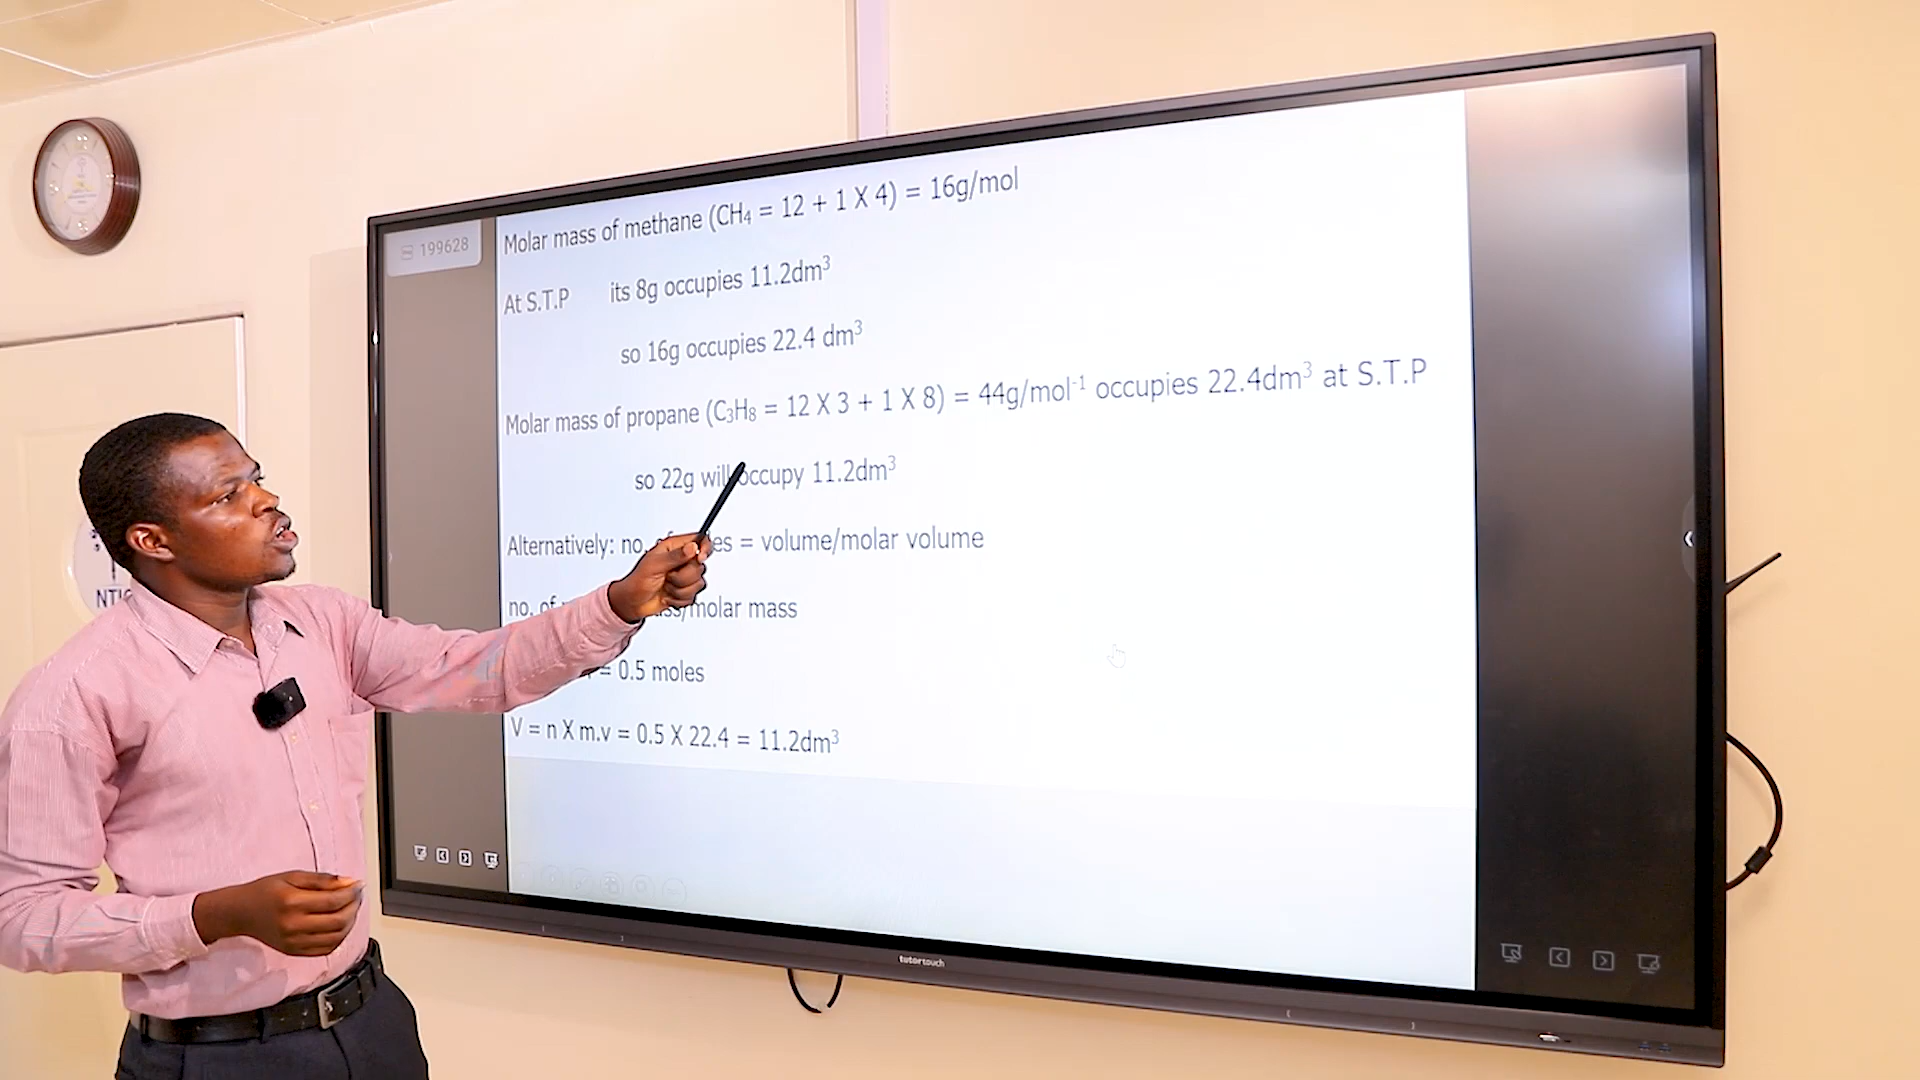 199628
Molar mass of methane (CH₄ = 12 + 1 X 4) = 16g/mol
At S.T.P its 8g occupies 11.2dm³
so 16g occupies 22.4 dm³
Molar mass of propane (C₃H₈ = 12 X 3 + 1 X 8) = 44g/mol⁻¹ occupies 22.4dm³ at S.T.P
so 22g will occupy 11.2dm³
Alternatively: no. = volume/molar volume
no. of /molar mass
= 0.5 moles
V = n X m.v = 0.5 X 22.4 = 11.2dm³
tutortouch